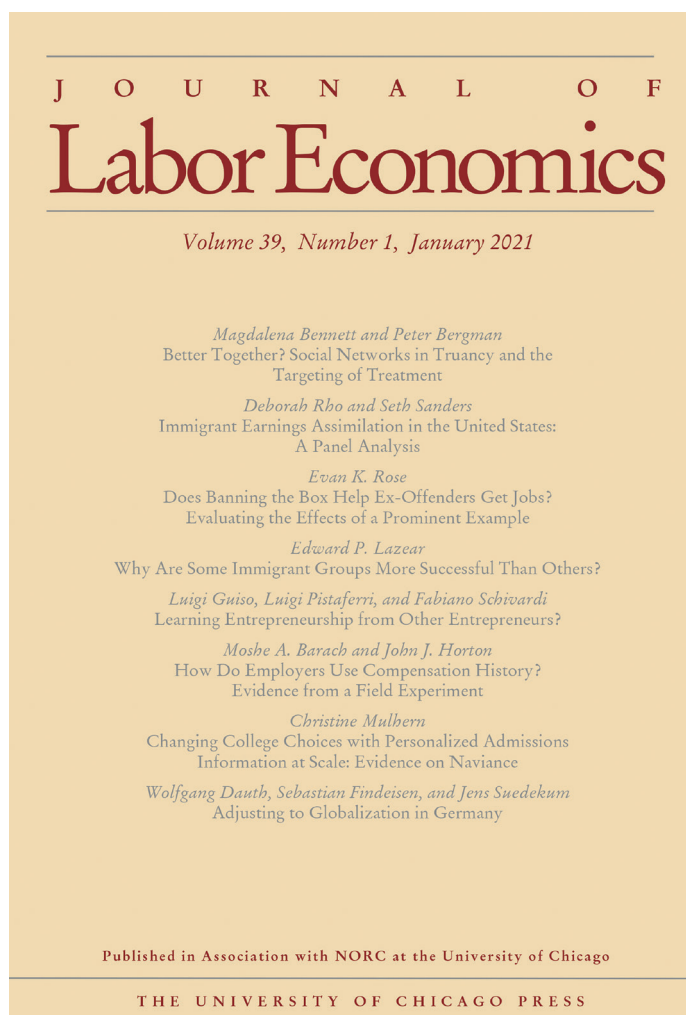 JOURNAL OF
Labor Economics
Volume 39, Number 1, January 2021
Magdalena Bennett and Peter Bergman
Better Together? Social Networks in Truancy and the
Targeting of Treatment
Deborah Rho and Seth Sanders
Immigrant Earnings Assimilation in the United States:
A Panel Analysis
Evan K. Rose
Does Banning the Box Help Ex-Offenders Get Jobs?
Evaluating the Effects of a Prominent Example
Edward P. Lazear
Why Are Some Immigrant Groups More Successful Than Others?
Luigi Guiso, Luigi Pistaferri, and Fabiano Schivardi
Learning Entrepreneurship from Other Entrepreneurs?
Moshe A. Barach and John J. Horton
How Do Employers Use Compensation History?
Evidence from a Field Experiment
Christine Mulhern
Changing College Choices with Personalized Admissions
Information at Scale: Evidence on Naviance
Wolfgang Dauth, Sebastian Findeisen, and Jens Suedekum
Adjusting to Globalization in Germany
Published in Association with NORC at the University of Chicago
THE UNIVERSITY OF CHICAGO PRESS